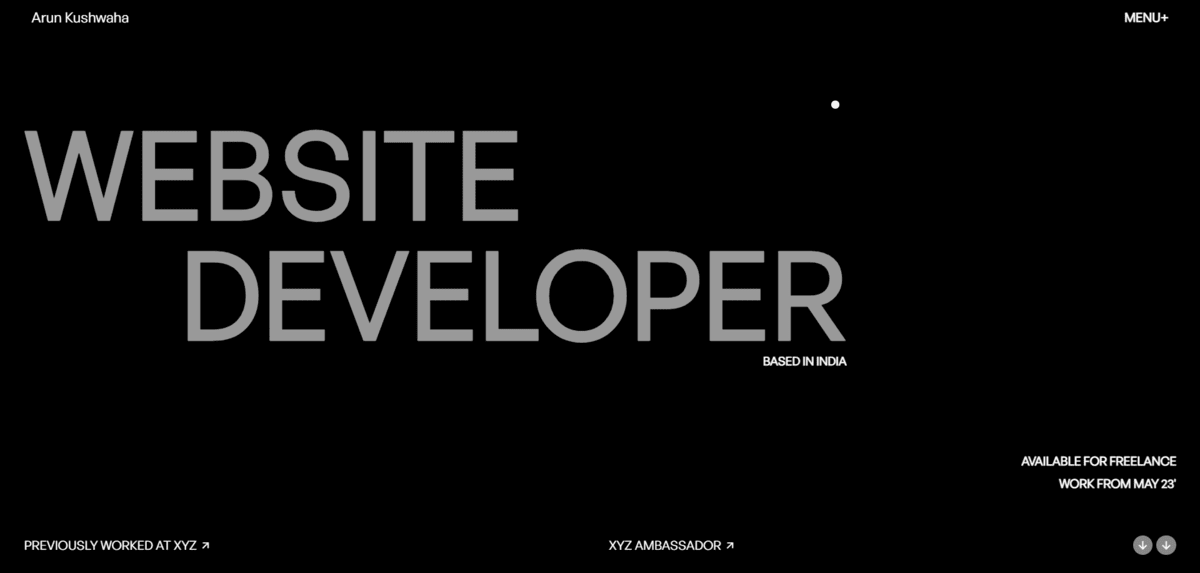 Arun Kushwaha
MENU+
WEBSITE
DEVELOPER
BASED IN INDIA
AVAILABLE FOR FREELANCE
WORK FROM MAY 23'
PREVIOUSLY WORKED AT XYZ
XYZ AMBASSADOR